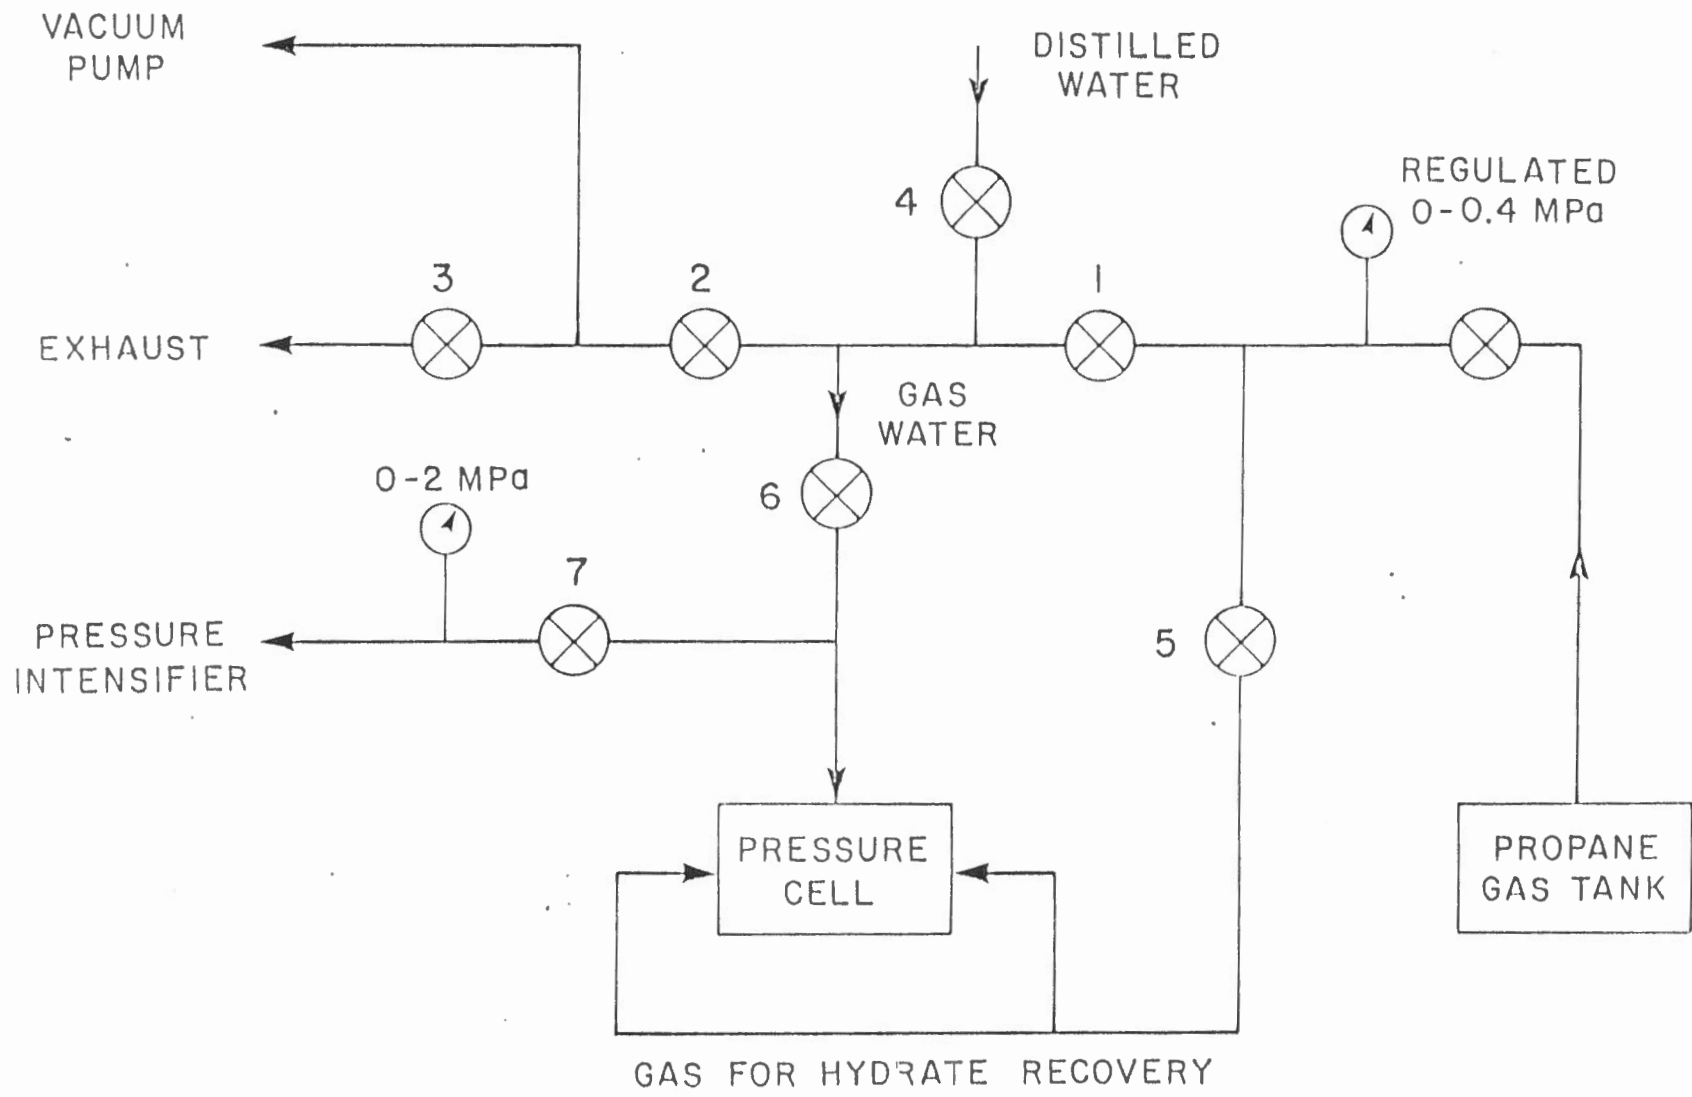 VACUUM
PUMP
DISTILLED
WATER
REGULATED
0-0.4 MPa
4
3
2
1
EXHAUST
GAS
WATER
0-2 MPa
6
7
5
PRESSURE
INTENSIFIER
PRESSURE
CELL
PROPANE
GAS TANK
GAS FOR HYDRATE RECOVERY